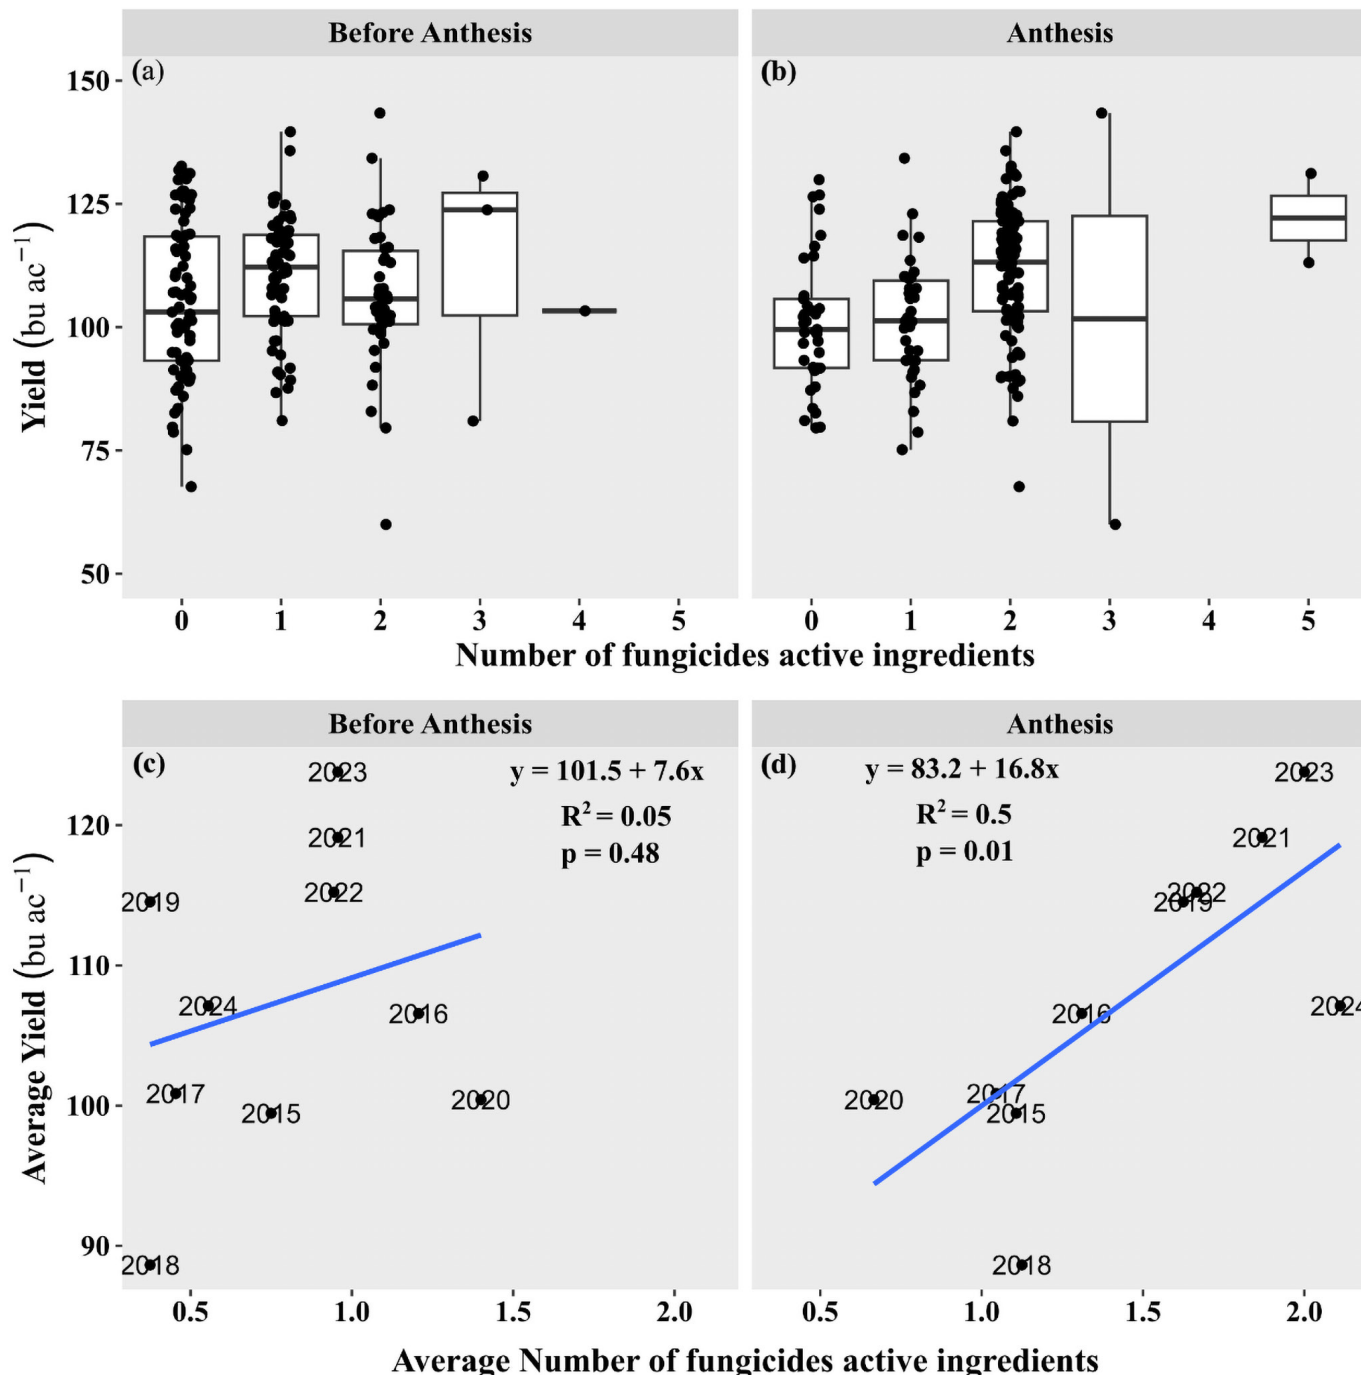 Before Anthesis
Anthesis
(a)
(b)
150
125
100
75
50
Yield (bu ac⁻¹)
0 1 2 3 4 5
0 1 2 3 4 5
Number of fungicides active ingredients
Before Anthesis
Anthesis
(c)
y = 101.5 + 7.6x
R² = 0.05
p = 0.48
2023
2021
2022
2019
2024
2016
2017
2015
2020
2018
(d)
y = 83.2 + 16.8x
R² = 0.5
p = 0.01
2023
2021
2022
2019
2024
2016
2017
2020
2015
2018
120
110
100
90
Average Yield (bu ac⁻¹)
0.5 1.0 1.5 2.0
0.5 1.0 1.5 2.0
Average Number of fungicides active ingredients